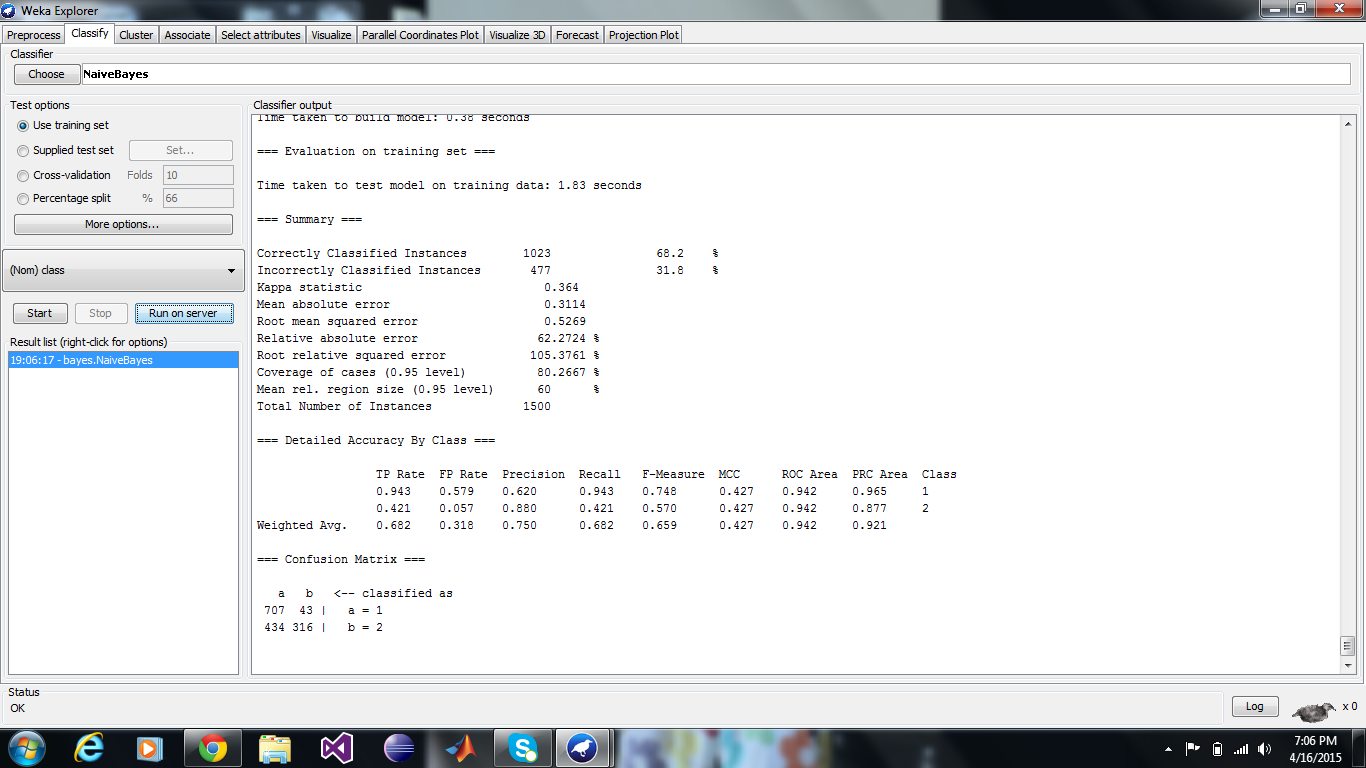 Weka Explorer
Preprocess Classify Cluster Associate Select attributes Visualize Parallel Coordinates Plot Visualize 3D Forecast Projection Plot
Classifier
Choose NaiveBayes
Test options
Use training set
Supplied test set Set...
Cross-validation Folds 10
Percentage split % 66
More options...
(Nom) class
Start Stop Run on server
Result list (right-click for options)
19:06:17 - bayes.NaiveBayes
Classifier output
Time taken to build model: 0.38 seconds
=== Evaluation on training set ===
Time taken to test model on training data: 1.83 seconds
=== Summary ===
Correctly Classified Instances 1023 68.2 %
Incorrectly Classified Instances 477 31.8 %
Kappa statistic 0.364
Mean absolute error 0.3114
Root mean squared error 0.5269
Relative absolute error 62.2724 %
Root relative squared error 105.3761 %
Coverage of cases (0.95 level) 80.2667 %
Mean rel. region size (0.95 level) 60 %
Total Number of Instances 1500
=== Detailed Accuracy By Class ===
TP Rate FP Rate Precision Recall F-Measure MCC ROC Area PRC Area Class
0.943 0.579 0.620 0.943 0.748 0.427 0.942 0.965 1
0.421 0.057 0.880 0.421 0.570 0.427 0.942 0.877 2
Weighted Avg. 0.682 0.318 0.750 0.682 0.659 0.427 0.942 0.921
=== Confusion Matrix ===
a b <-- classified as
707 43 | a = 1
434 316 | b = 2
Status
OK
Log
x 0
7:06 PM
4/16/2015